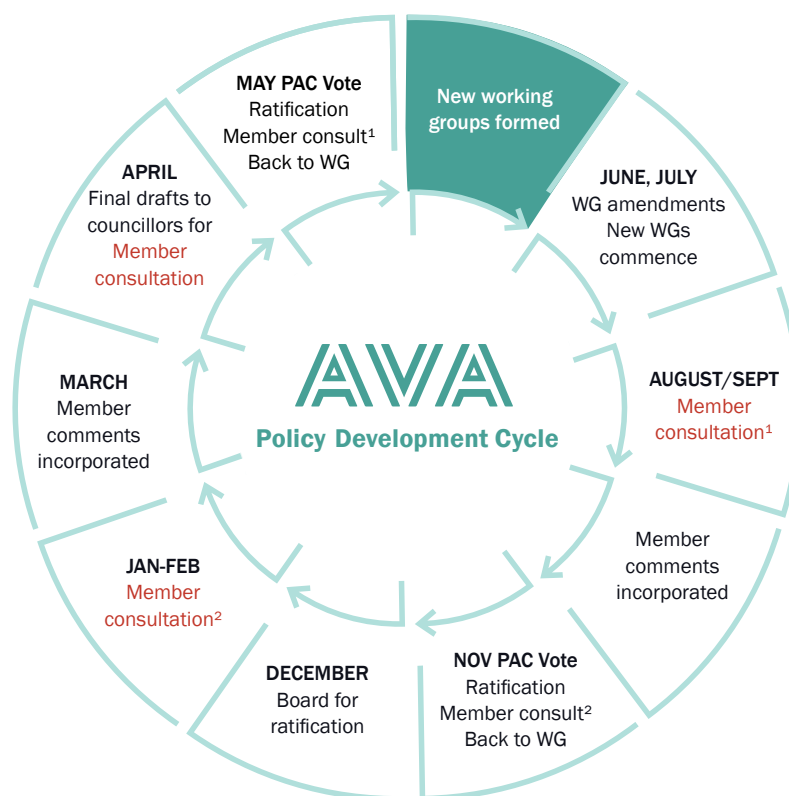 New working
groups formed
JUNE, JULY
WG amendments
New WGs
commence
AUGUST/SEPT
Member
consultation¹
Member
comments
incorporated
NOV PAC Vote
Ratification
Member consult²
Back to WG
DECEMBER
Board for
ratification
JAN-FEB
Member
consultation²
MARCH
Member
comments
incorporated
APRIL
Final drafts to
councillors for
Member
consultation
MAY PAC Vote
Ratification
Member consult¹
Back to WG
AVA
Policy Development Cycle